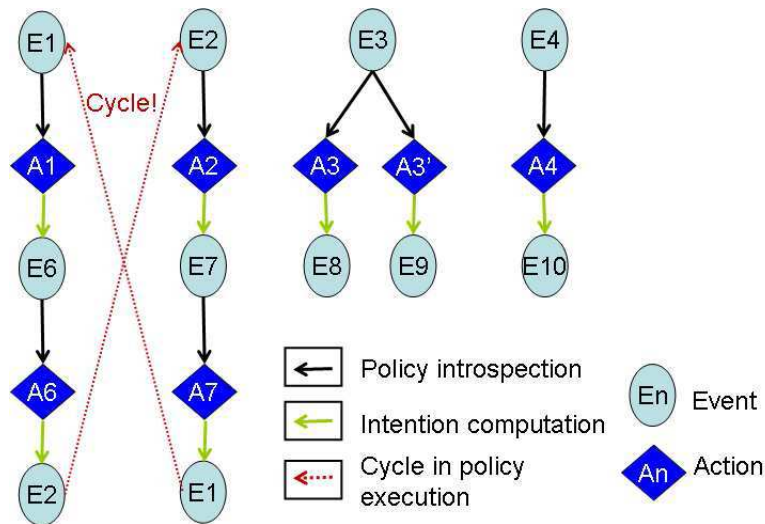 E1
E2
E3
E4
Cycle!
A1
A2
A3
A3’
A4
E6
E7
E8
E9
E10
Policy introspection
A6
A7
En
Event
Intention computation
Cycle in policy
execution
An
Action
E2
E1